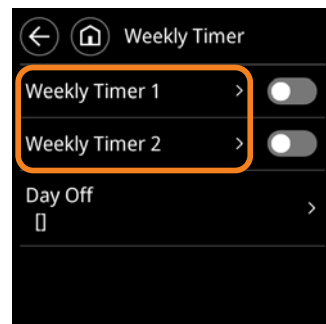 Weekly Timer
Weekly Timer 1
Weekly Timer 2
Day Off
[]